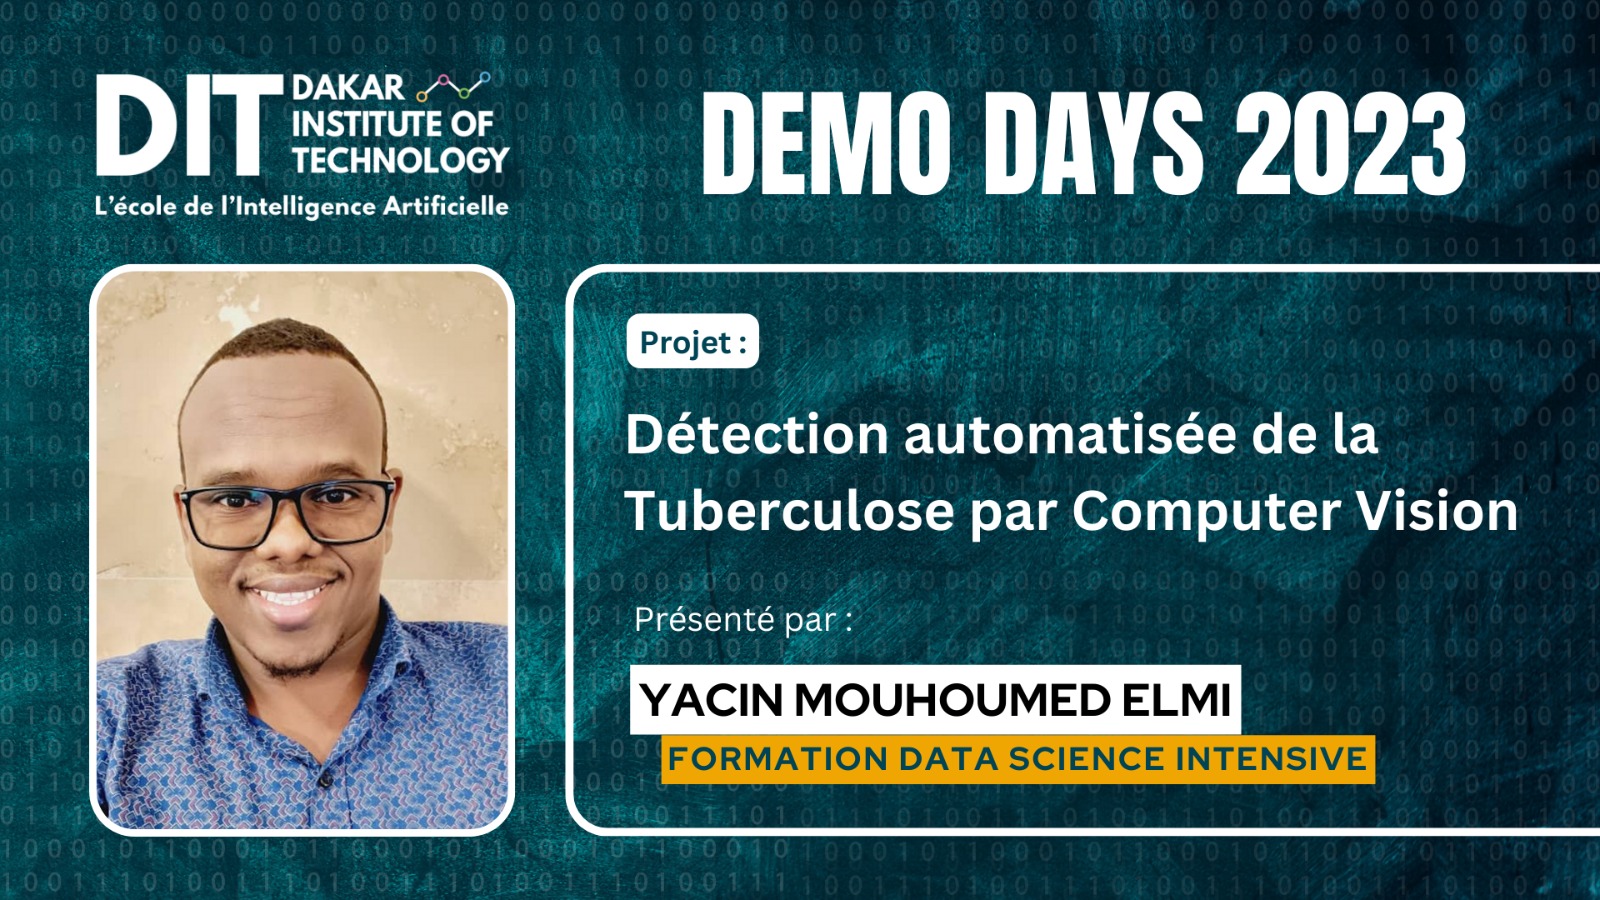 DIT DAKAR
INSTITUTE OF
TECHNOLOGY
L'école de l'Intelligence Artificielle
DEMO DAYS 2023
Projet :
Détection automatisée de la
Tuberculose par Computer Vision
Présenté par :
YACIN MOUHOUMED ELMI
FORMATION DATA SCIENCE INTENSIVE